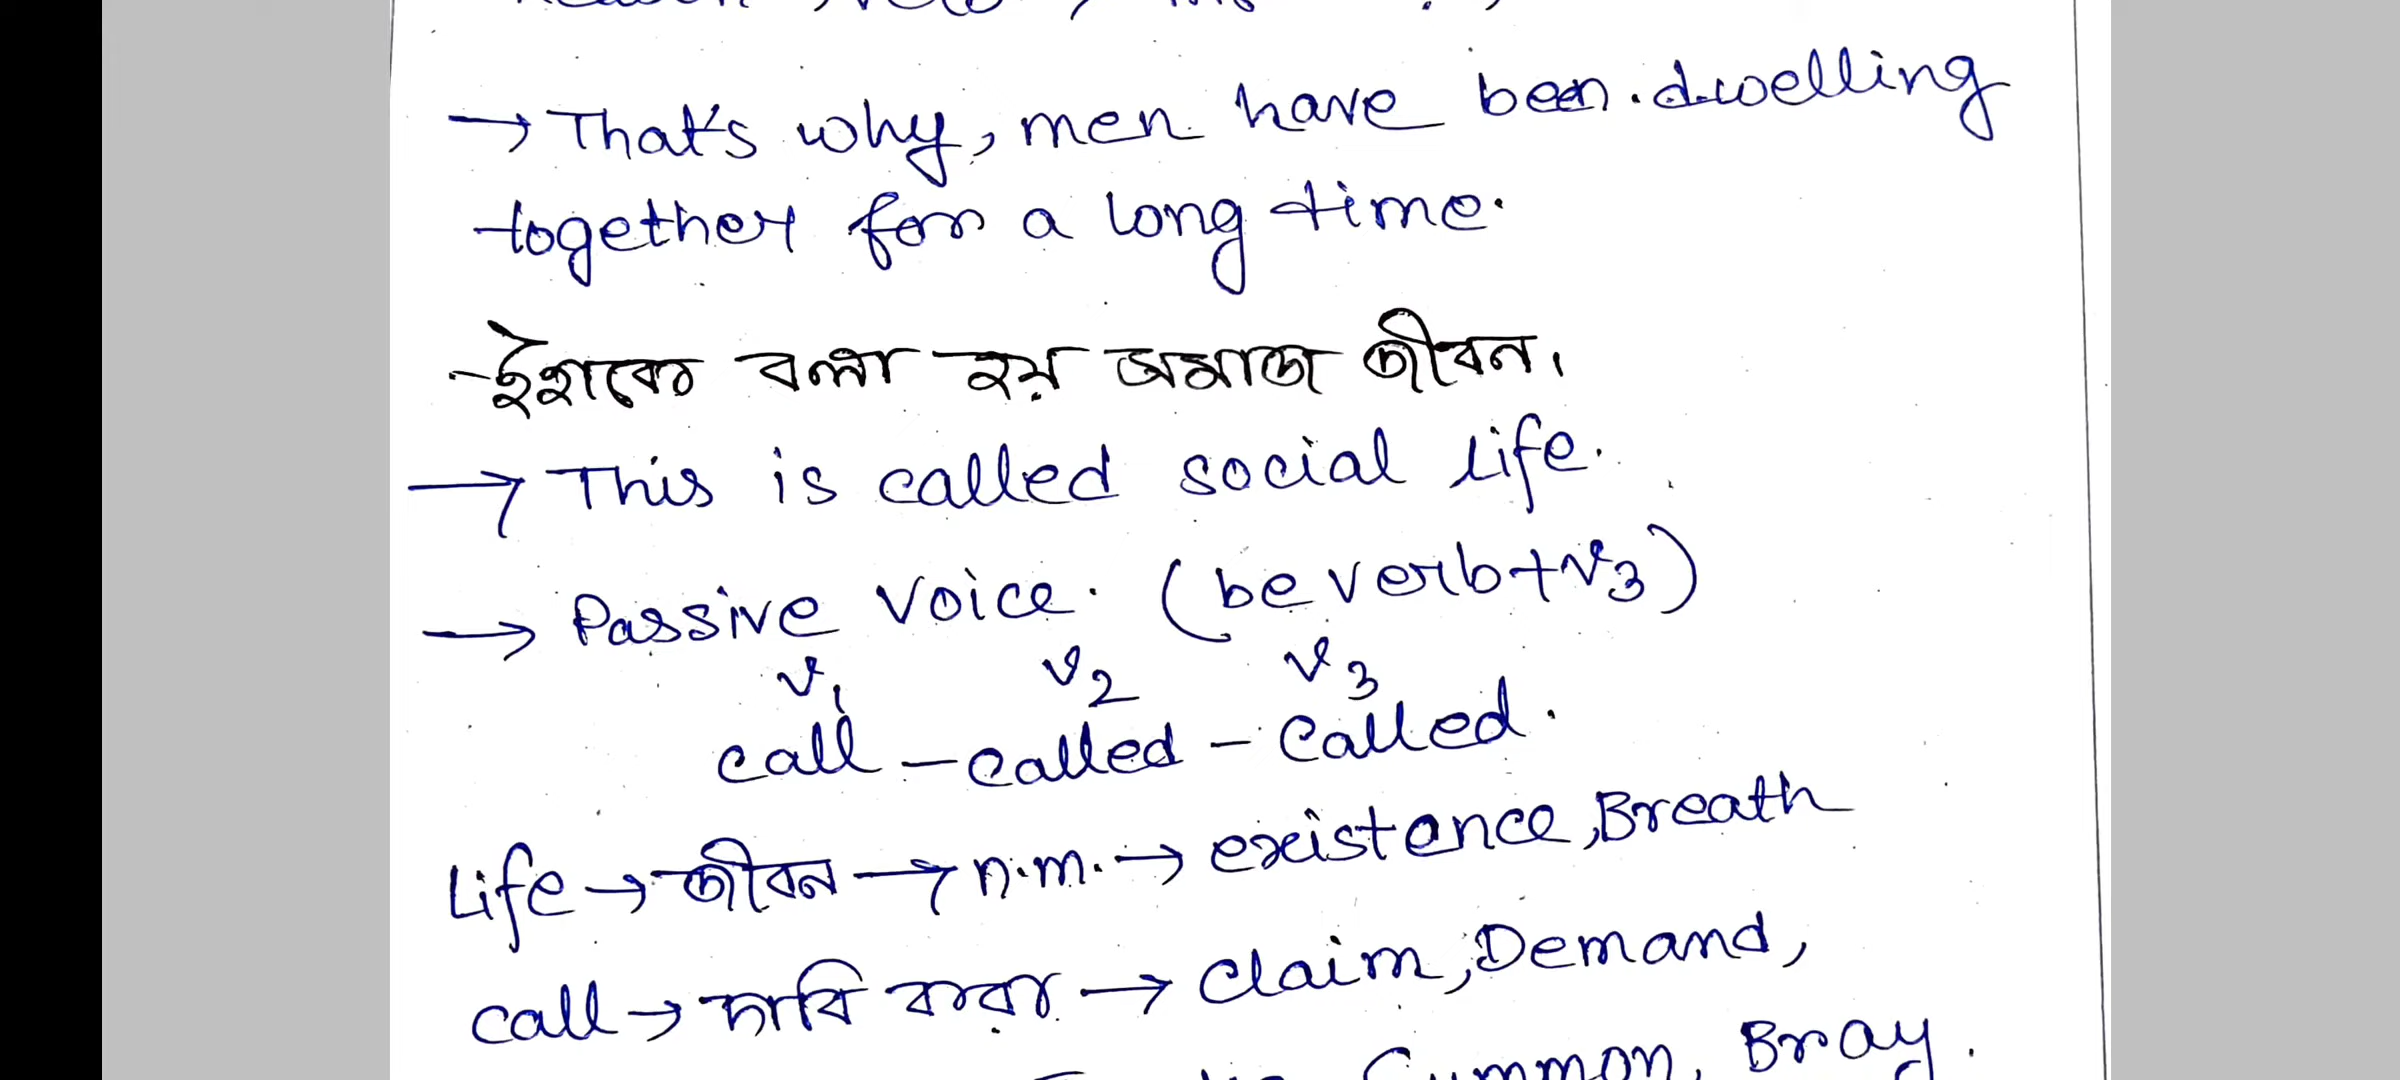 → That's why, men have been dwelling
together for a long time.
- ইহাকে বলা হয় সমাজ জীবন।
→ This is called social life.
→ Passive Voice. (be verb + v3)
v1 v2 v3
call - called - called.
Life → জীবন → n.m. → existence, Breath
call → দাবি করা → Claim, Demand,
Summon, Bray.